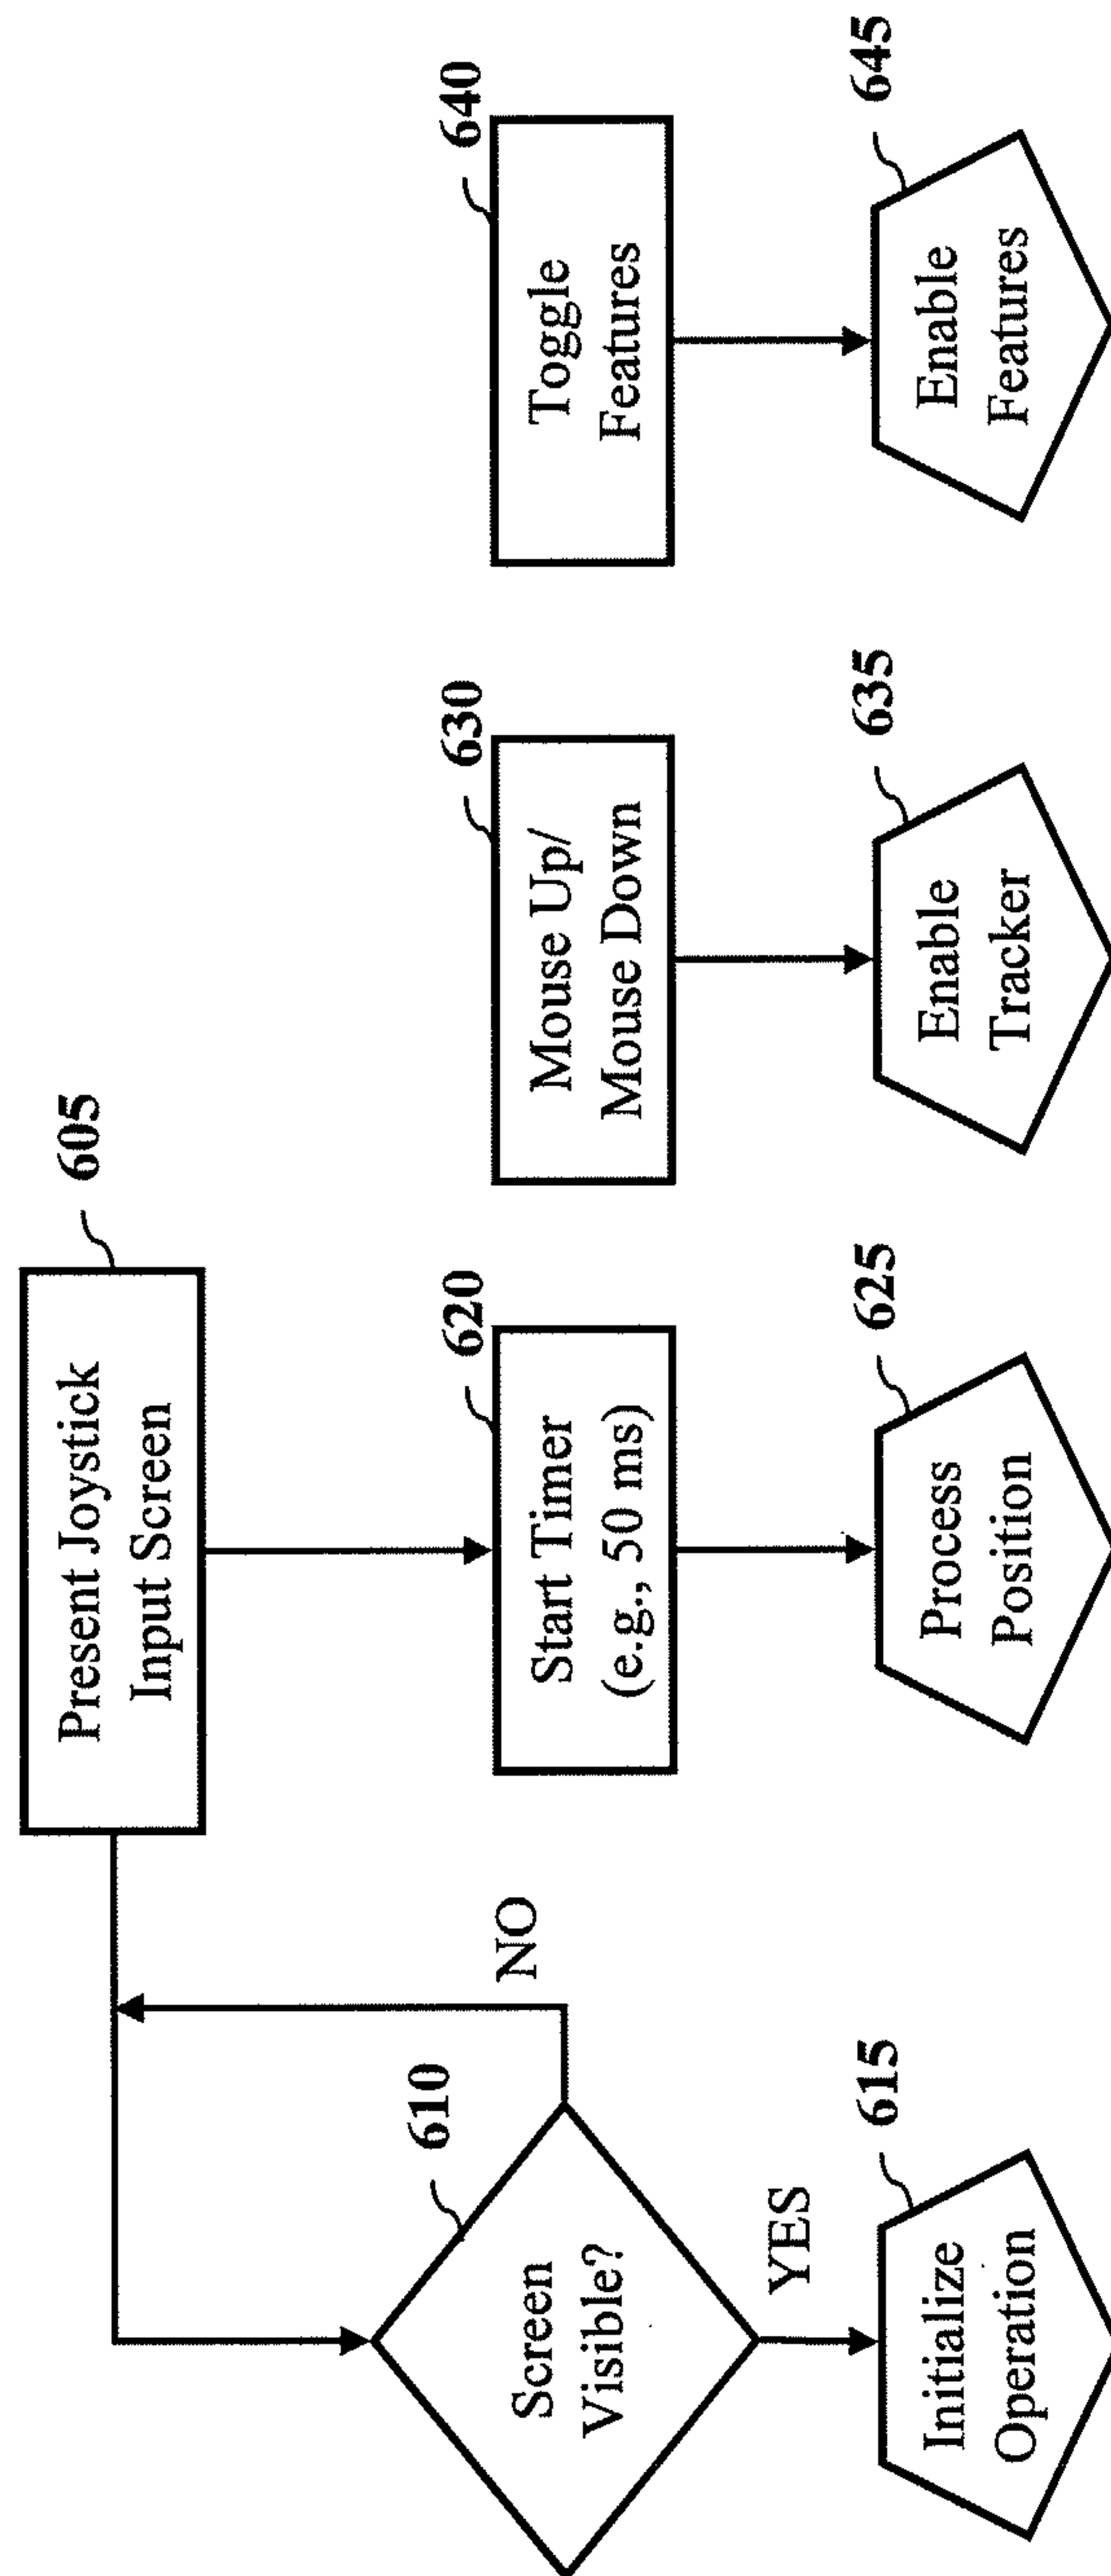 605
Present Joystick
Input Screen
610
Screen
Visible?
NO
YES
615
Initialize
Operation
620
Start Timer
(e.g., 50 ms)
625
Process
Position
630
Mouse Up/
Mouse Down
635
Enable
Tracker
640
Toggle
Features
645
Enable
Features